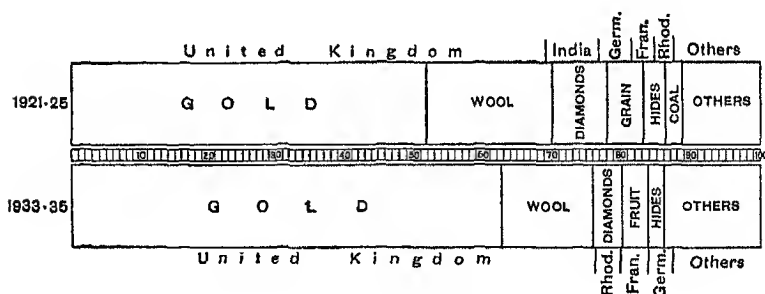 United Kingdom India Germ. Fran. Rhod. Others
1921-25 GOLD WOOL DIAMONDS GRAIN HIDES COAL OTHERS
10 20 30 40 50 60 70 80 90 100
1933-35 GOLD WOOL DIAMONDS FRUIT HIDES OTHERS
United Kingdom Rhod. Fran. Germ. Others